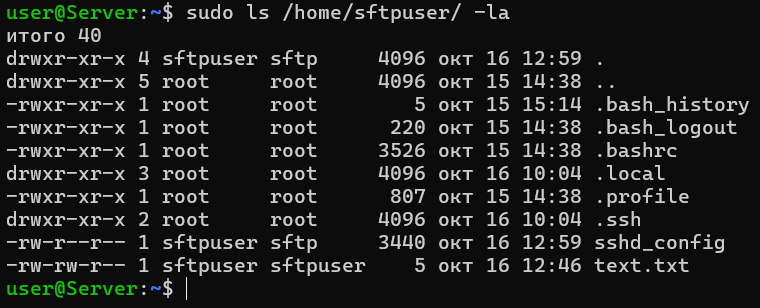 user@Server:~$ sudo ls /home/sftpuser/ -la
итого 40
drwxr-xr-x 4 sftpuser sftp     4096 окт 16 12:59 .
drwxr-xr-x 5 root     root     4096 окт 15 14:38 ..
-rwxr-xr-x 1 root     root        5 окт 15 15:14 .bash_history
-rwxr-xr-x 1 root     root      220 окт 15 14:38 .bash_logout
-rwxr-xr-x 1 root     root     3526 окт 15 14:38 .bashrc
drwxr-xr-x 3 root     root     4096 окт 16 10:04 .local
-rwxr-xr-x 1 root     root      807 окт 15 14:38 .profile
drwxr-xr-x 2 root     root     4096 окт 16 10:04 .ssh
-rw-r--r-- 1 sftpuser sftp     3440 окт 16 12:59 sshd_config
-rw-rw-r-- 1 sftpuser sftpuser    5 окт 16 12:46 text.txt
user@Server:~$